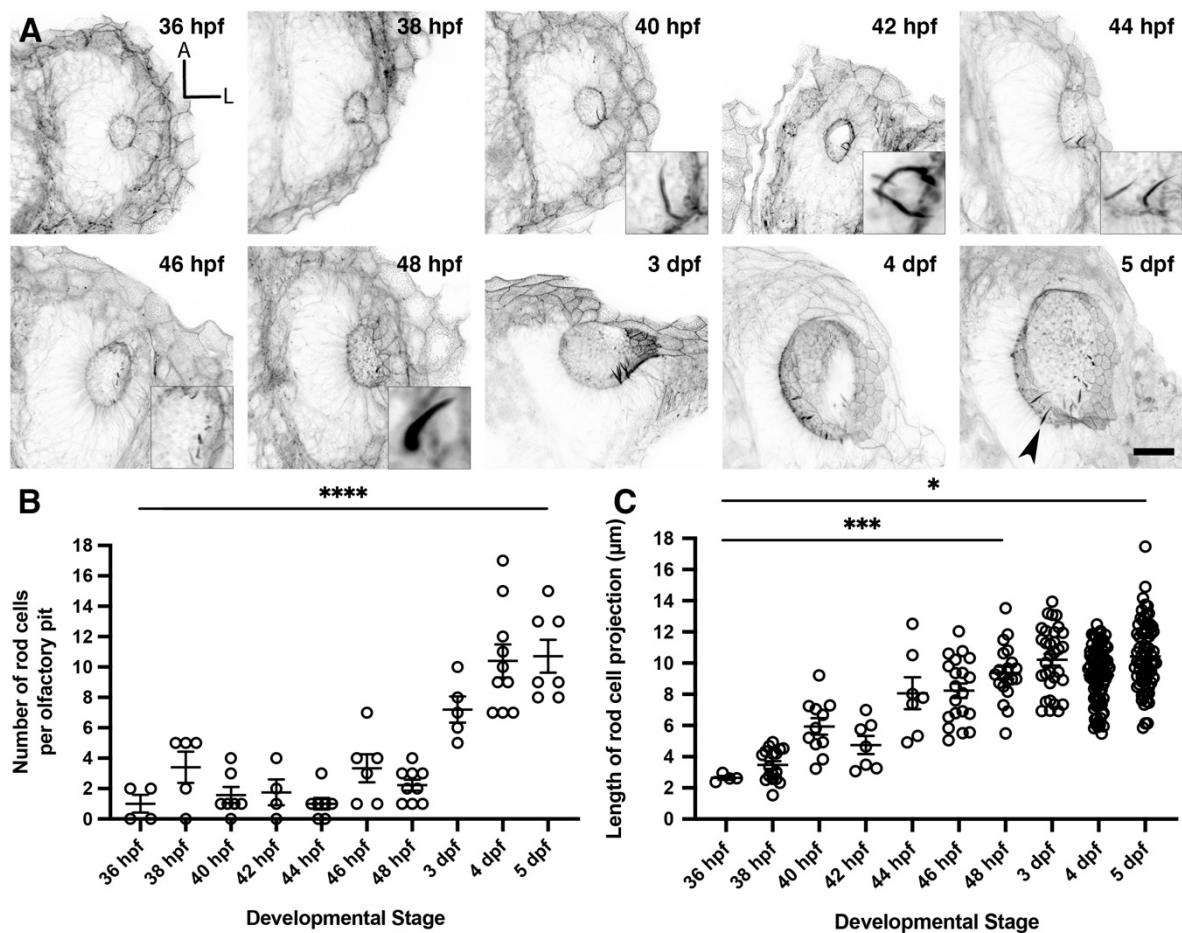 A
36 hpf
38 hpf
40 hpf
42 hpf
44 hpf
A
L
46 hpf
48 hpf
3 dpf
4 dpf
5 dpf
B
****
Number of rod cells
per olfactory pit
18
16
14
12
10
8
6
4
2
0
36 hpf
38 hpf
40 hpf
42 hpf
44 hpf
46 hpf
48 hpf
3 dpf
4 dpf
5 dpf
Developmental Stage
C
*
***
Length of rod cell projection (µm)
18
16
14
12
10
8
6
4
2
0
36 hpf
38 hpf
40 hpf
42 hpf
44 hpf
46 hpf
48 hpf
3 dpf
4 dpf
5 dpf
Developmental Stage